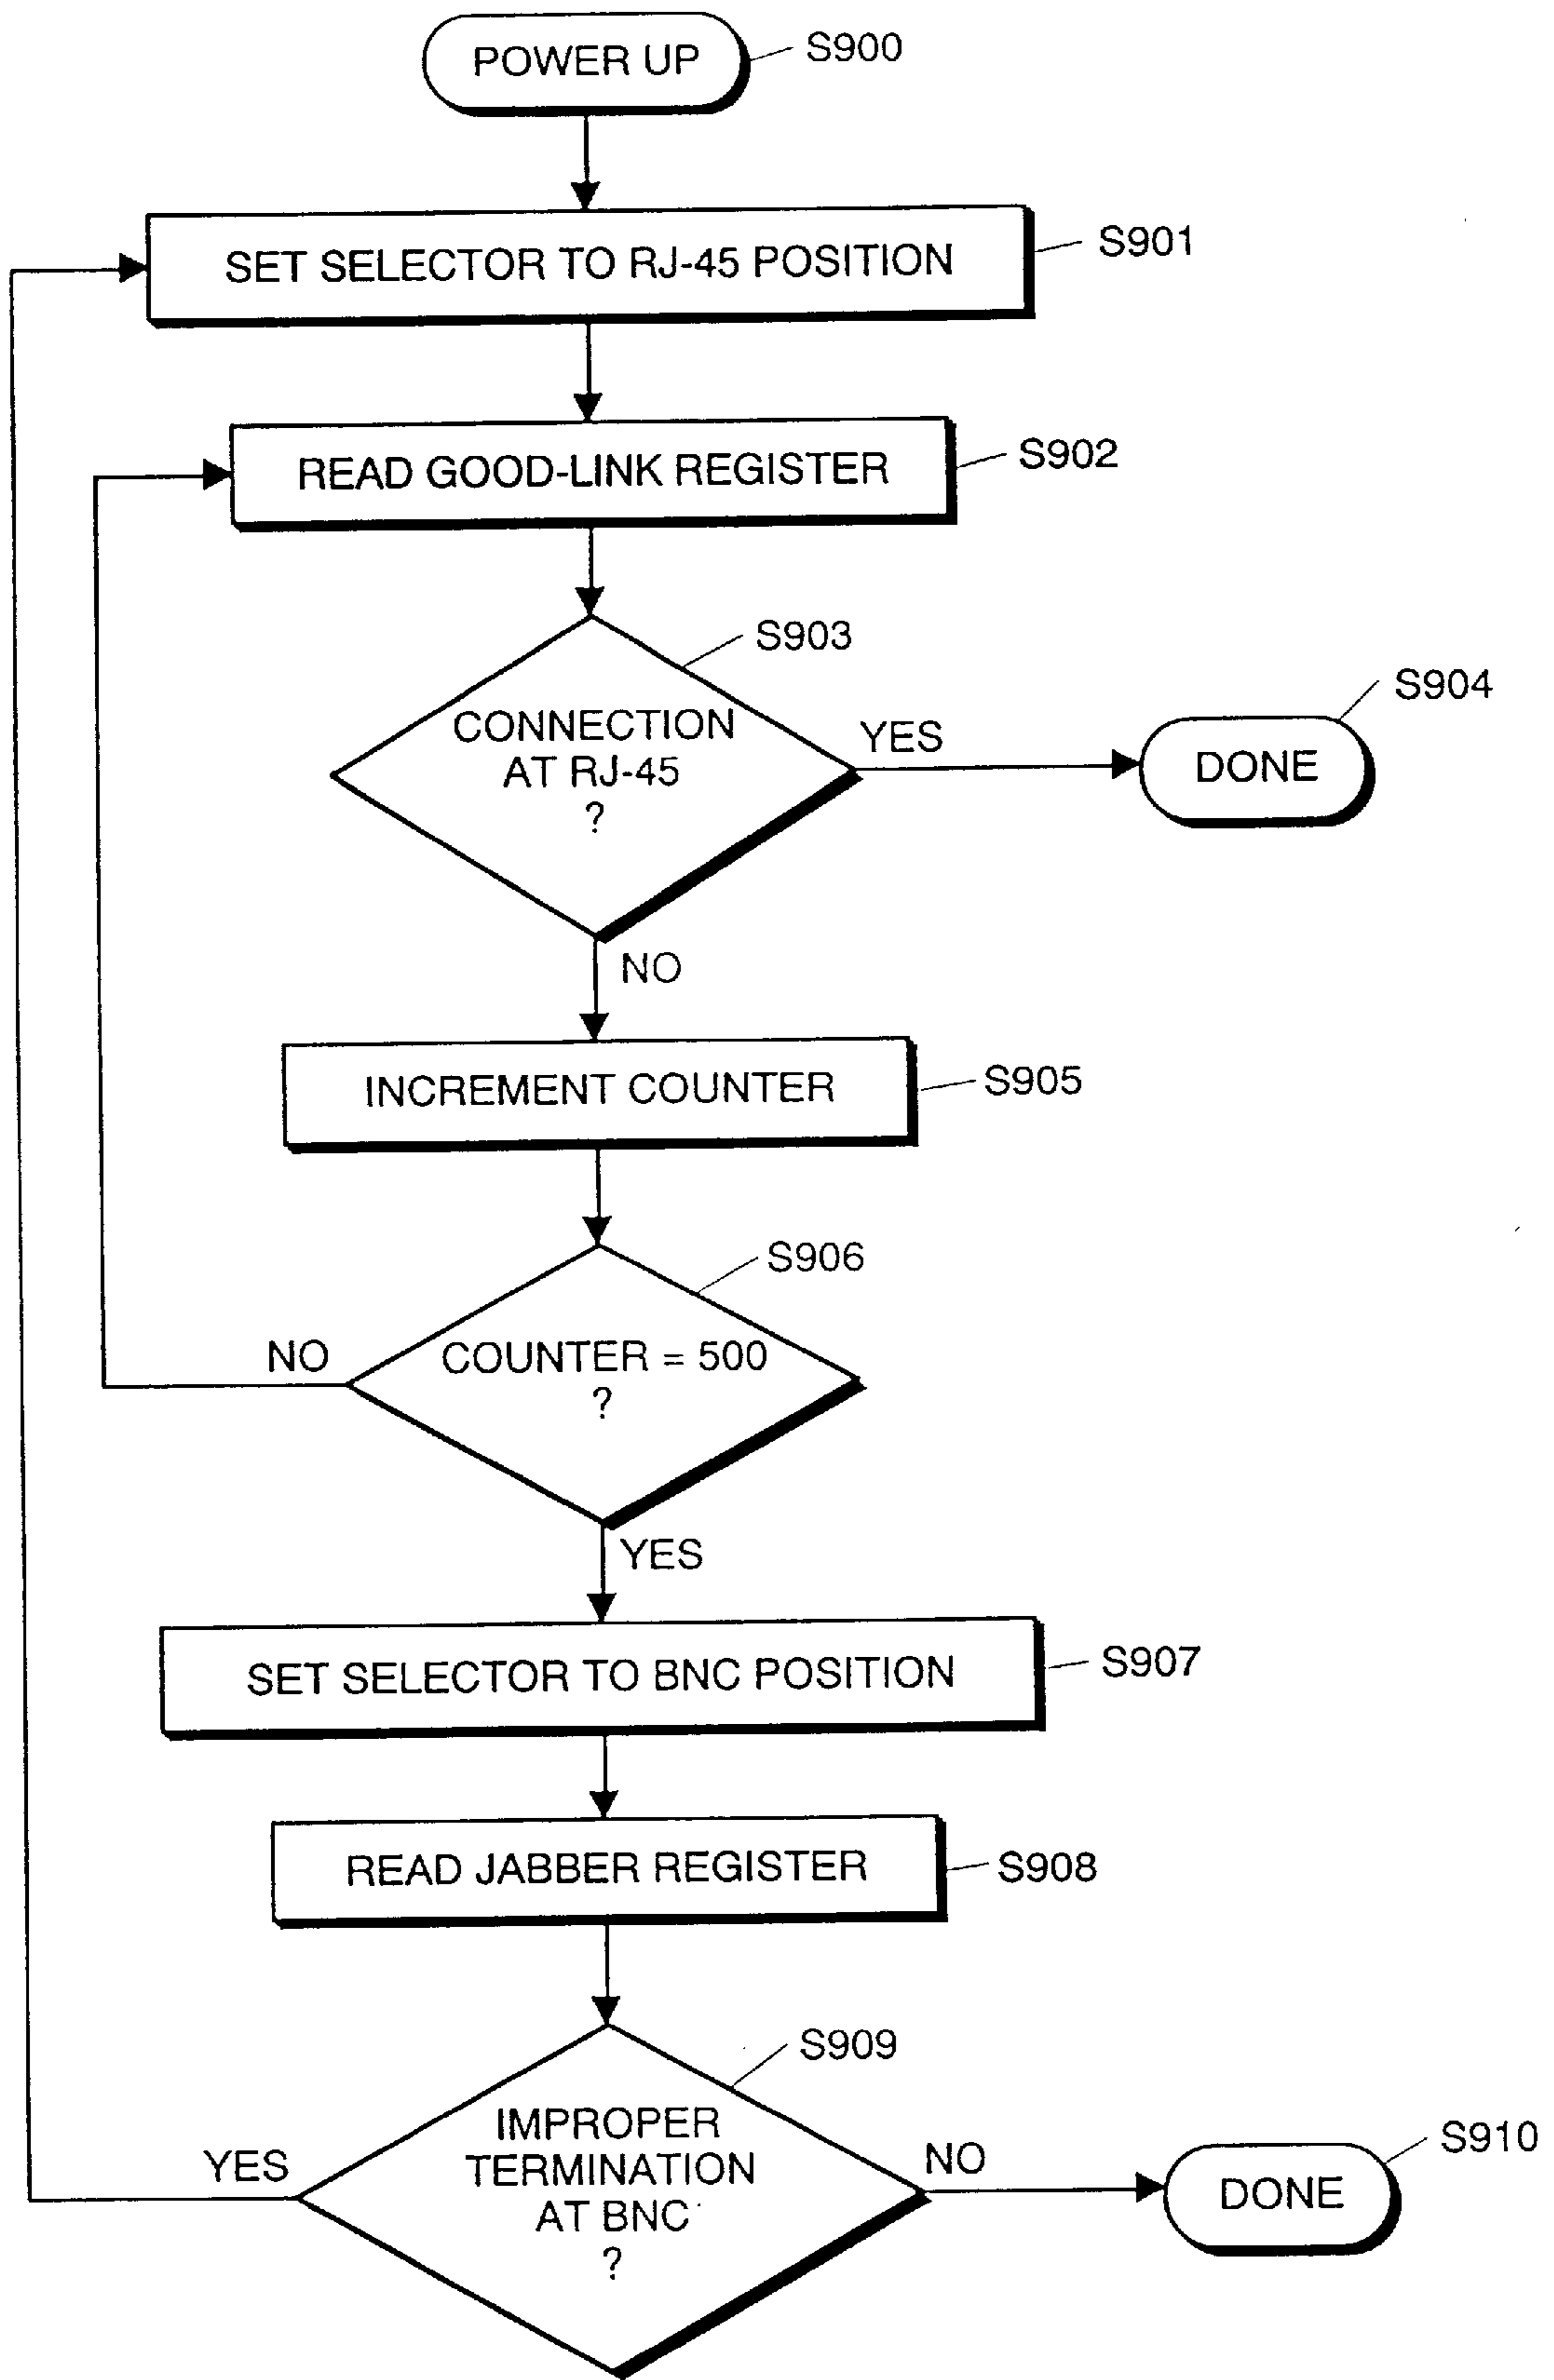 POWER UP
S900
SET SELECTOR TO RJ-45 POSITION
S901
READ GOOD-LINK REGISTER
S902
S903
CONNECTION
AT RJ-45
?
YES
S904
DONE
NO
INCREMENT COUNTER
S905
S906
COUNTER = 500
?
NO
YES
SET SELECTOR TO BNC POSITION
S907
READ JABBER REGISTER
S908
S909
IMPROPER
TERMINATION
AT BNC
?
YES
NO
S910
DONE